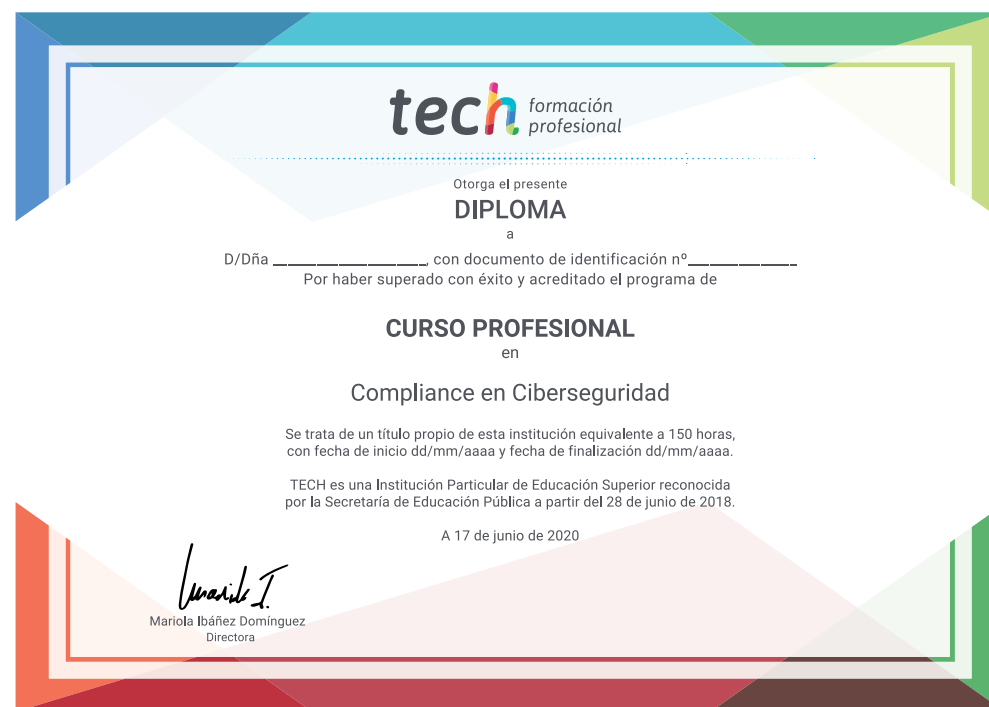 tech formación
profesional
Otorga el presente
DIPLOMA
a
D/Dña ____________________, con documento de identificación nº______________
Por haber superado con éxito y acreditado el programa de
CURSO PROFESIONAL
en
Compliance en Ciberseguridad
Se trata de un título propio de esta institución equivalente a 150 horas,
con fecha de inicio dd/mm/aaaa y fecha de finalización dd/mm/aaaa.
TECH es una Institución Particular de Educación Superior reconocida
por la Secretaría de Educación Pública a partir del 28 de junio de 2018.
A 17 de junio de 2020
Mariola Ibáñez Domínguez
Directora